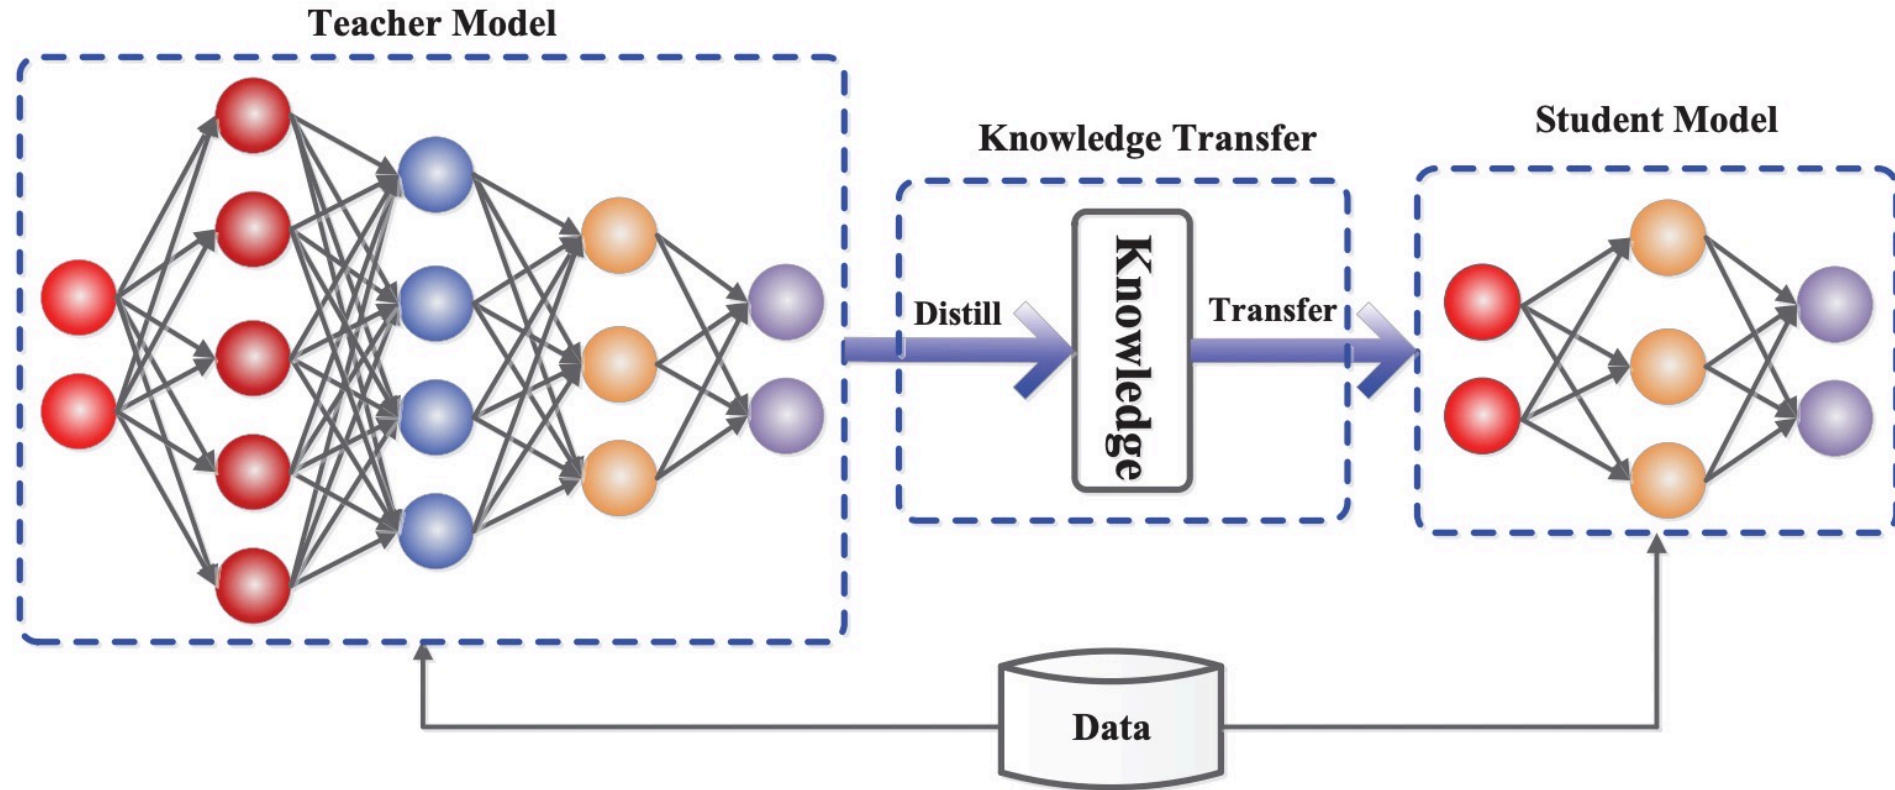 Teacher Model
Knowledge Transfer
Student Model
Distill
Knowledge
Transfer
Data